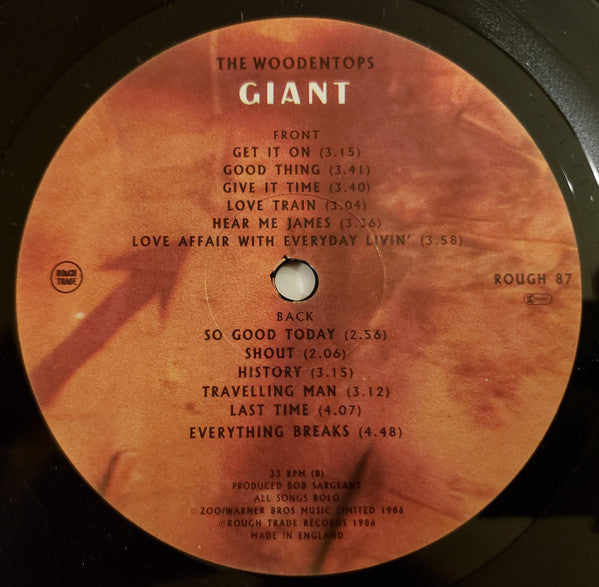 THE WOODENTOPS
GIANT
FRONT
GET IT ON (3.15)
GOOD THING (3.41)
GIVE IT TIME (3.40)
LOVE TRAIN (3.04)
HEAR ME JAMES (3.36)
LOVE AFFAIR WITH EVERYDAY LIVIN' (3.58)
ROUGH
TRADE
ROUGH 87
BACK
SO GOOD TODAY (2.56)
SHOUT (2.06)
HISTORY (3.15)
TRAVELLING MAN (3.12)
LAST TIME (4.07)
EVERYTHING BREAKS (4.48)
33 RPM (B)
PRODUCED BOB SARGEANT
ALL SONGS ROLO
© ZOO/WARNER BROS MUSIC LIMITED 1986
℗ROUGH TRADE RECORDS 1986
MADE IN ENGLAND